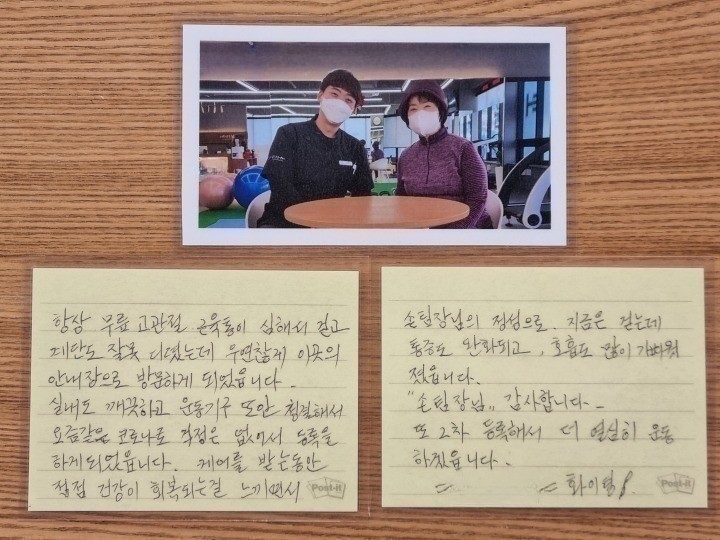 항상 무릎 고관절 근육통이 심해서 걷고
계단도 잘못 디뎠는데 우연찮게 이곳의
안내장으로 방문하게 되었읍니다.
실내도 깨끗하고 운동기구 또한 청결해서
요즘같은 코로나로 걱정은 없어서 등록을
하게되었읍니다. 케어를 받는동안
점점 건강이 회복되는걸 느끼면서
Post-it
손팀장님의 정성으로. 지금은 걷는데
통증도 완화되고, 호흡도 많이 가벼워
졌읍니다.
"손팀장님" 감사합니다-
또 2차 등록해서 더 열심히 운동
하겠읍니다.
화이팅!
Post-it